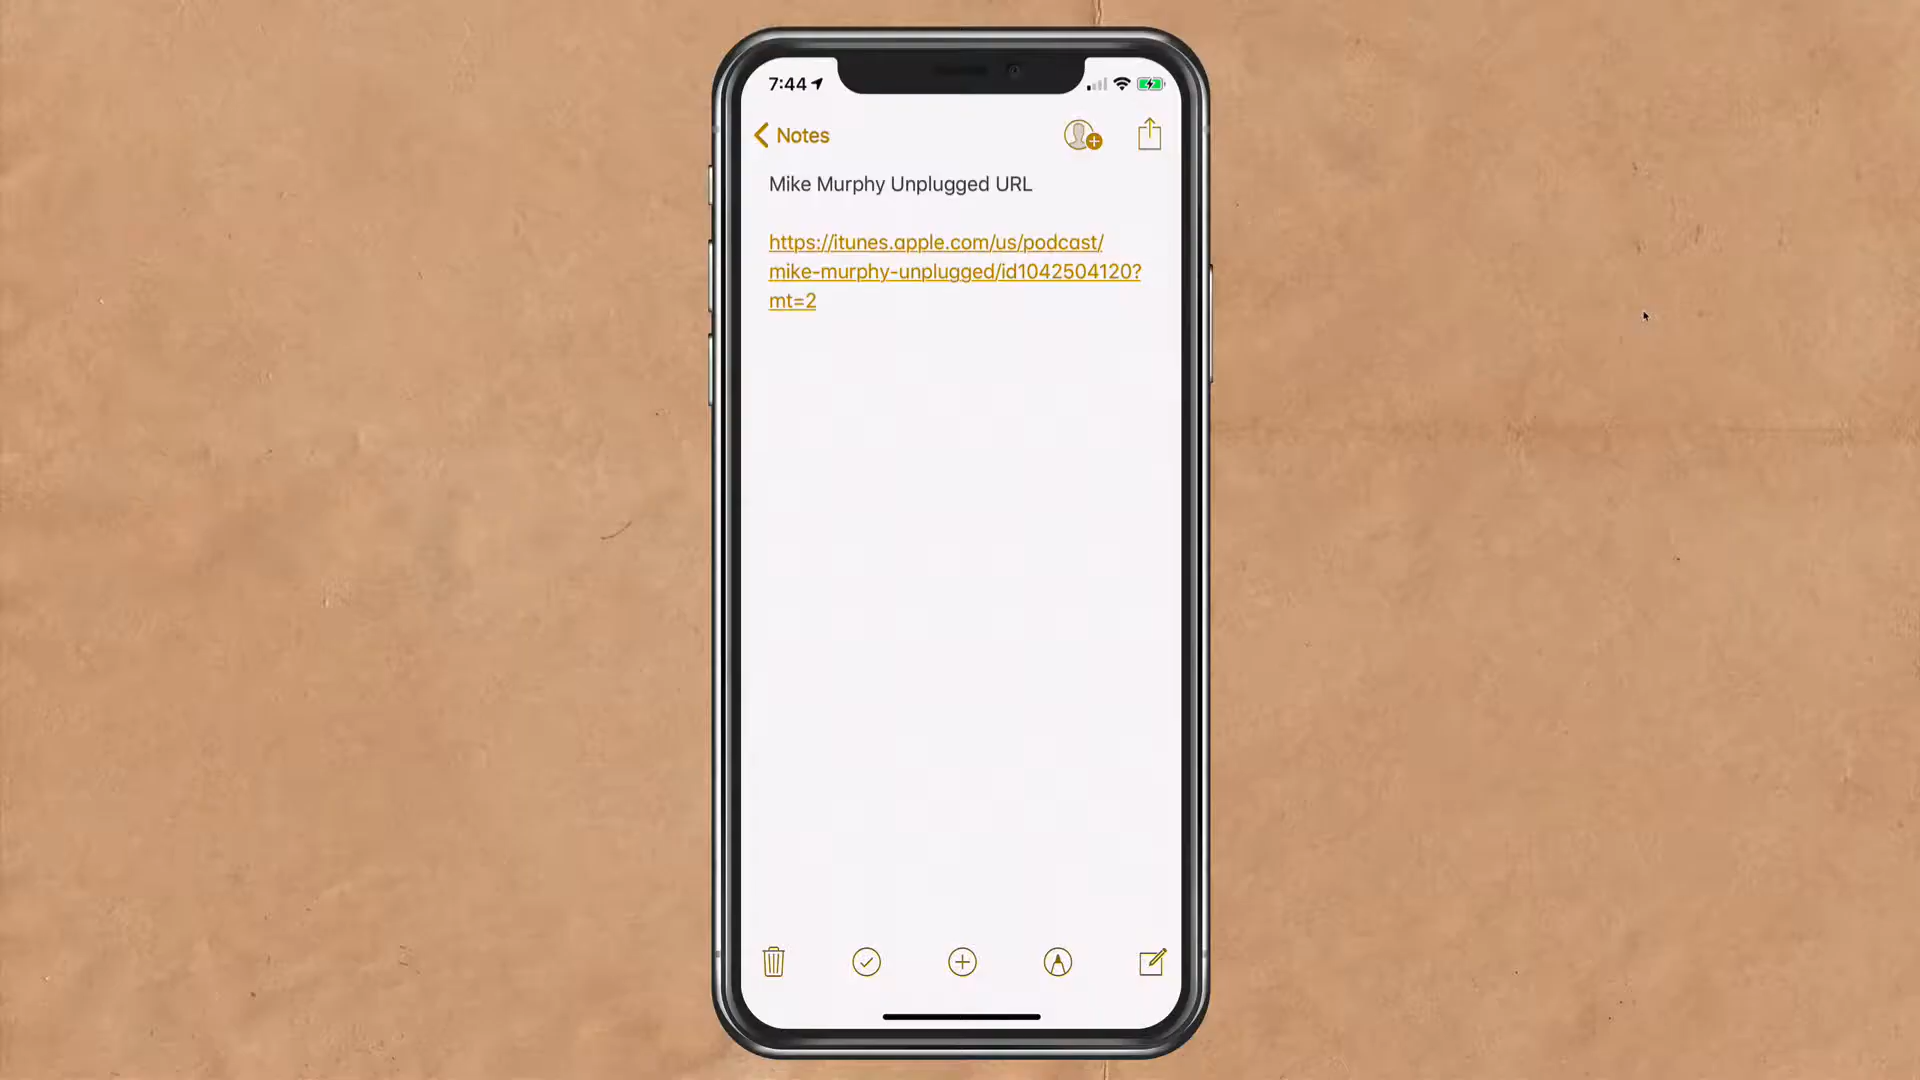 7:44
Notes
Mike Murphy Unplugged URL
https://itunes.apple.com/us/podcast/
mike-murphy-unplugged/id1042504120?
mt=2